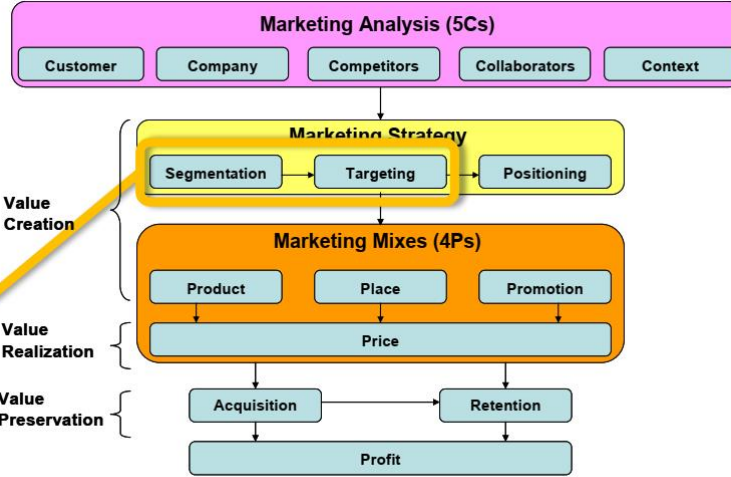 Marketing Analysis (5Cs)
Customer
Company
Competitors
Collaborators
Context
Marketing Strategy
Segmentation
Targeting
Positioning
Value
Creation
Marketing Mixes (4Ps)
Product
Place
Promotion
Value
Realization
Price
Value
Preservation
Acquisition
Retention
Profit